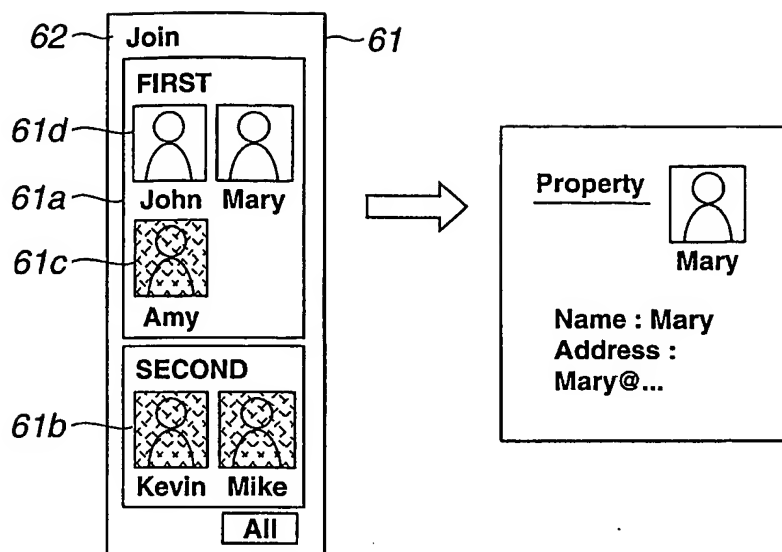 62 Join 61
FIRST
61d
John Mary
61a
61c
Amy
SECOND
61b
Kevin Mike
All
Property
Mary
Name : Mary
Address :
Mary@...